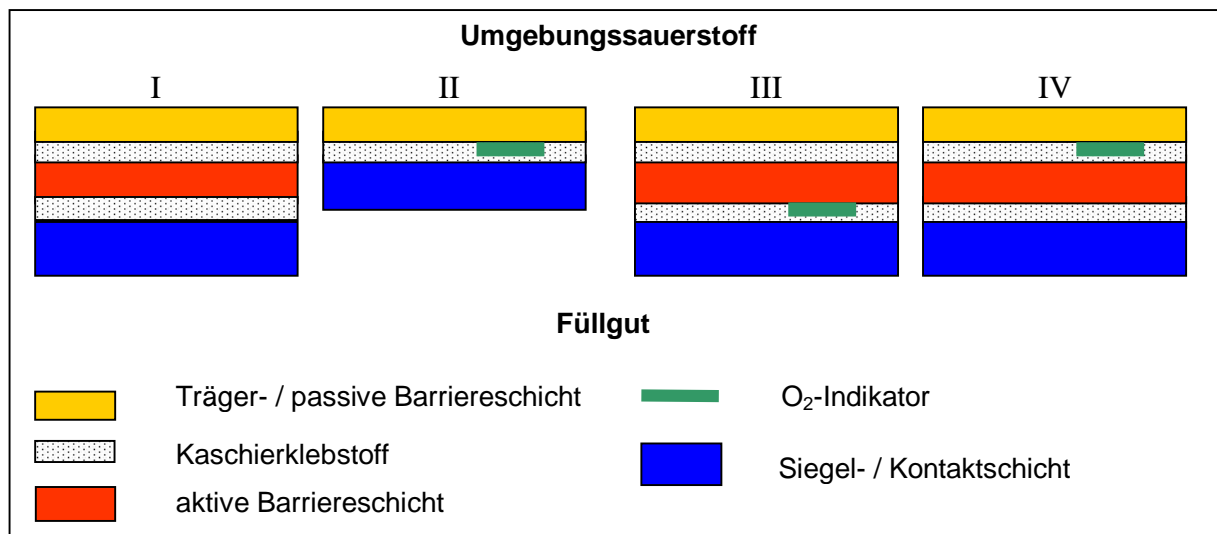 Umgebungssauerstoff
I II III IV
Füllgut
Träger- / passive Barriereschicht
O₂-Indikator
Kaschierklebstoff
Siegel- / Kontaktschicht
aktive Barriereschicht